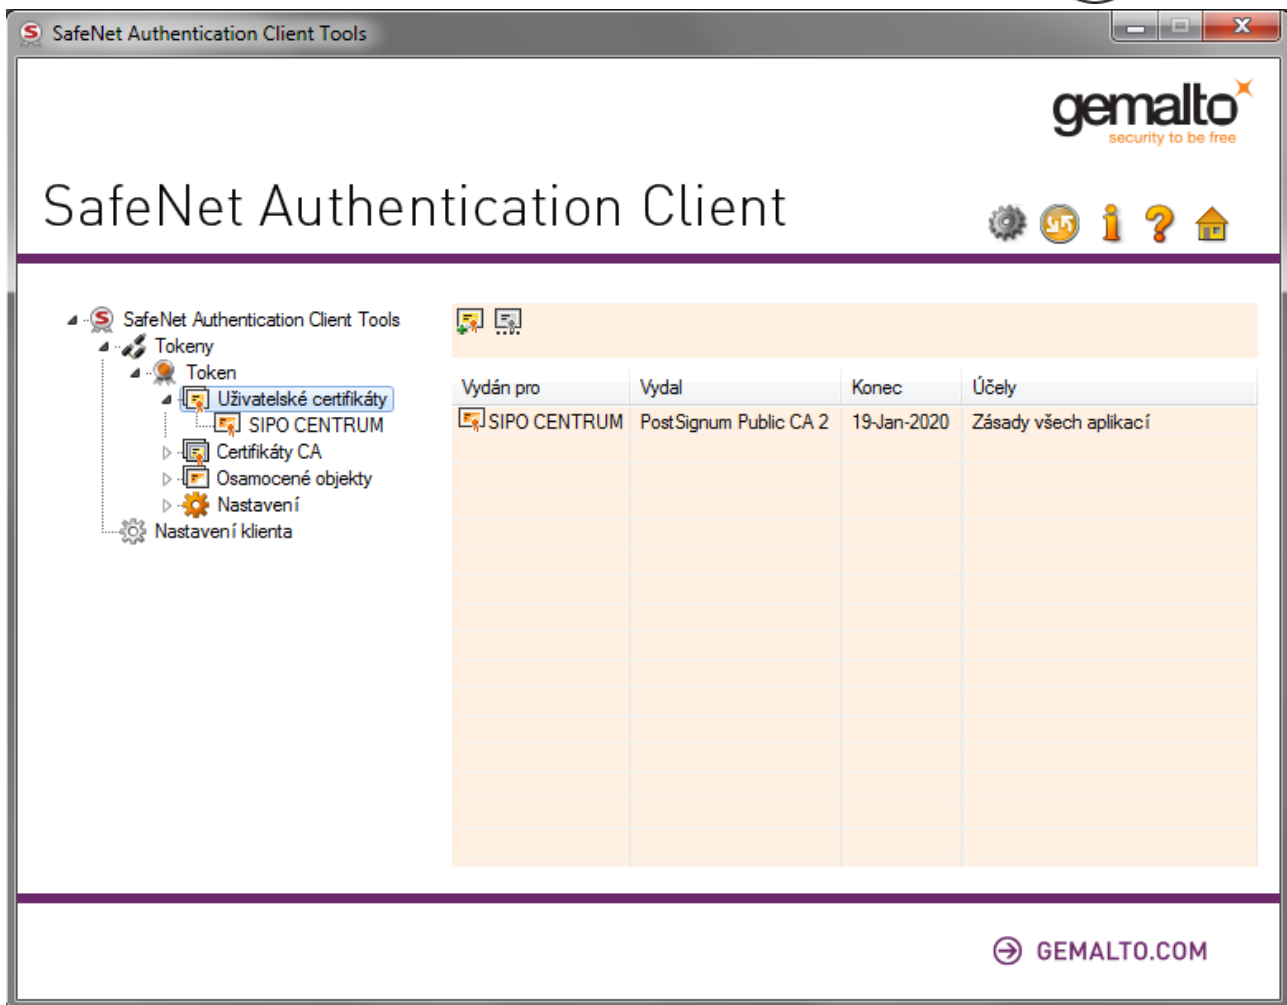 SafeNet Authentication Client Tools
gemalto
security to be free
SafeNet Authentication Client
SafeNet Authentication Client Tools
Tokeny
Token
Uživatelské certifikáty
SIPO CENTRUM
Certifikáty CA
Osamocené objekty
Nastavení
Nastavení klienta
Vydán pro Vydal Konec Účely
SIPO CENTRUM PostSignum Public CA 2 19-Jan-2020 Zásady všech aplikací
GEMALTO.COM